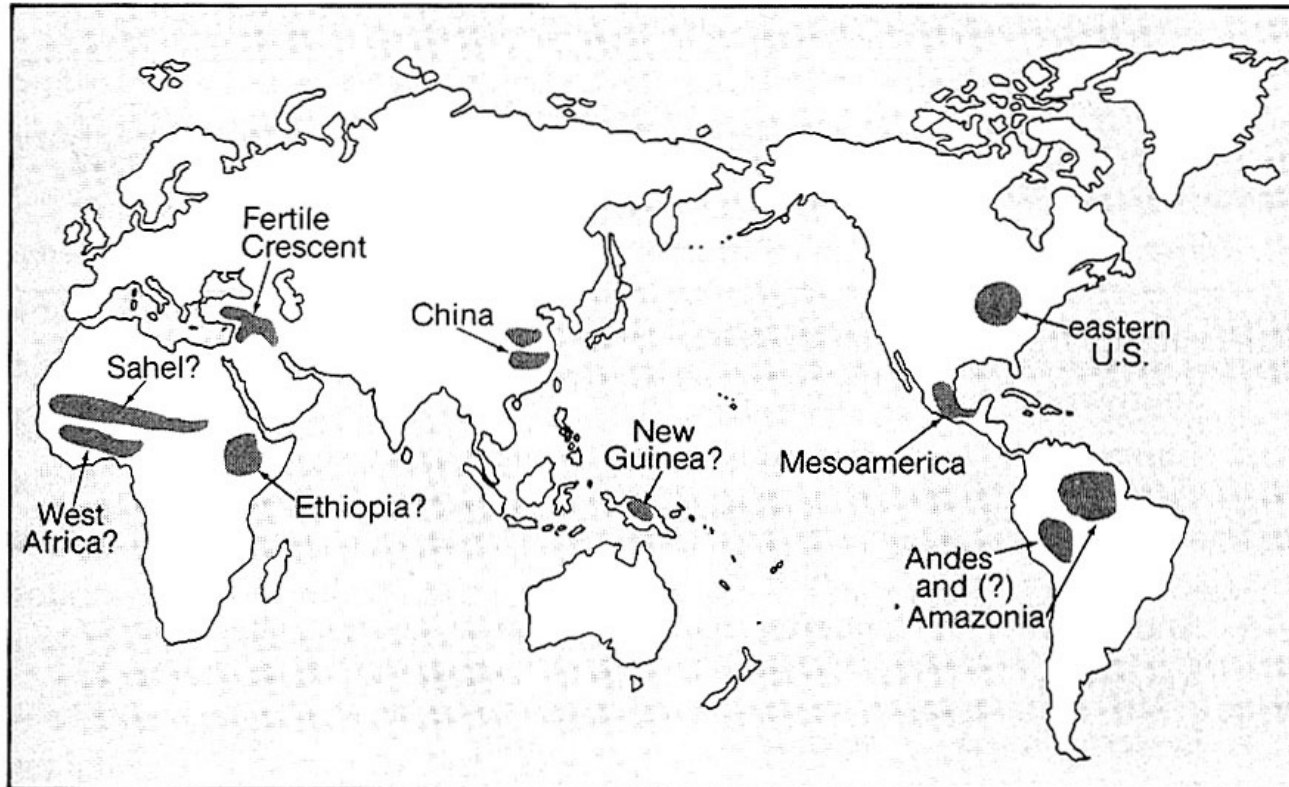 Fertile
Crescent
China
eastern
U.S.
Sahel?
New
Guinea?
Mesoamerica
West
Africa?
Ethiopia?
Andes
and (?)
Amazonia